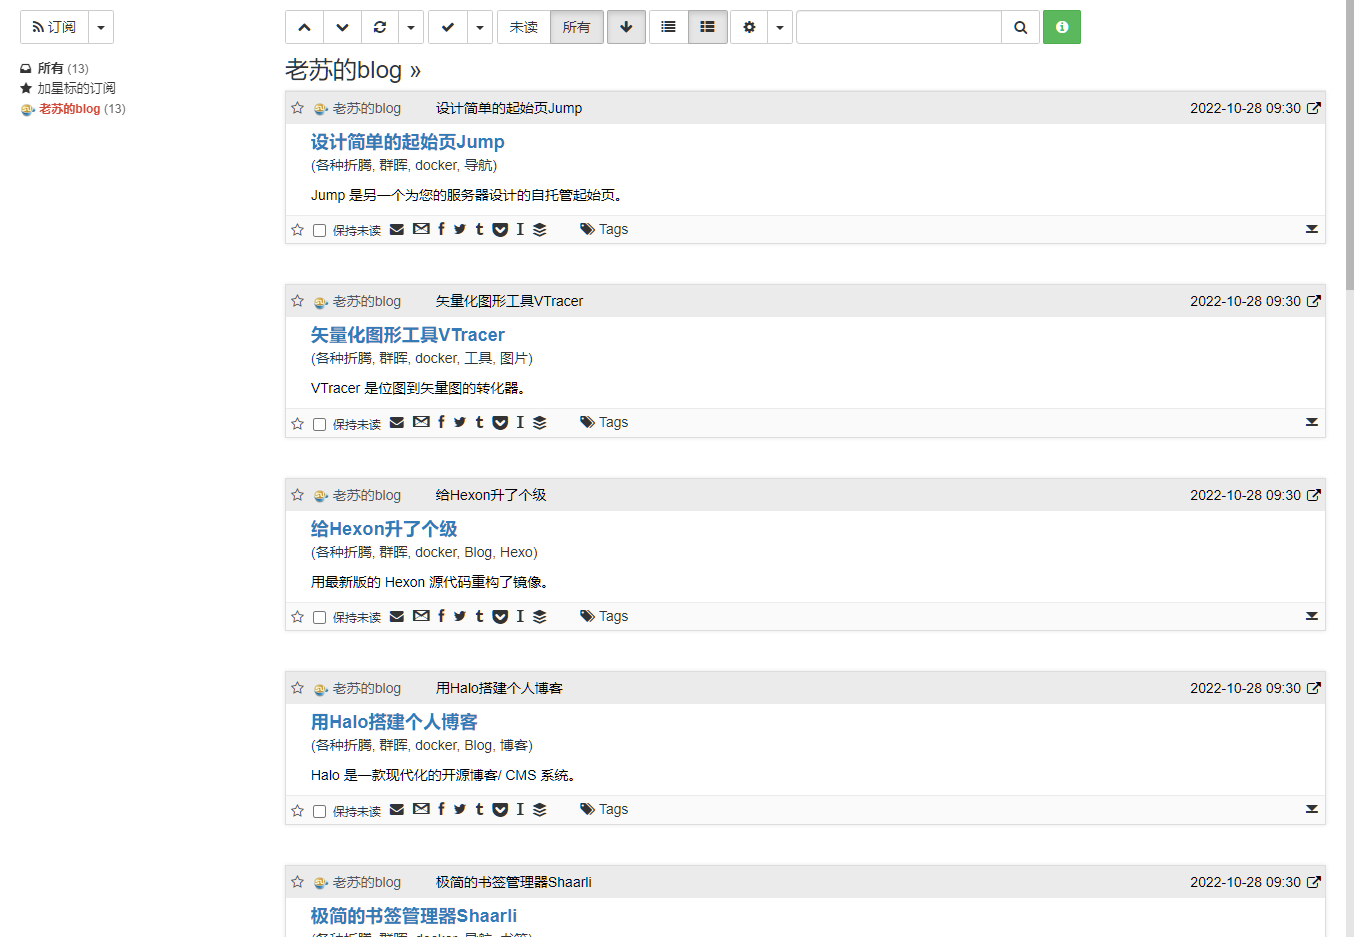 订阅
未读 所有
所有 (13)
加星标的订阅
老苏的blog (13)
老苏的blog »
老苏的blog 设计简单的起始页Jump 2022-10-28 09:30
设计简单的起始页Jump
(各种折腾, 群晖, docker, 导航)
Jump 是另一个为您的服务器设计的自托管起始页。
保持未读 Tags
老苏的blog 矢量化图形工具VTracer 2022-10-28 09:30
矢量化图形工具VTracer
(各种折腾, 群晖, docker, 工具, 图片)
VTracer 是位图到矢量图的转化器。
保持未读 Tags
老苏的blog 给Hexon升了个级 2022-10-28 09:30
给Hexon升了个级
(各种折腾, 群晖, docker, Blog, Hexo)
用最新版的 Hexon 源代码重构了镜像。
保持未读 Tags
老苏的blog 用Halo搭建个人博客 2022-10-28 09:30
用Halo搭建个人博客
(各种折腾, 群晖, docker, Blog, 博客)
Halo 是一款现代化的开源博客/ CMS 系统。
保持未读 Tags
老苏的blog 极简的书签管理器Shaarli 2022-10-28 09:30
极简的书签管理器Shaarli
(各种折腾, 群晖, docker, 导航, 书签)